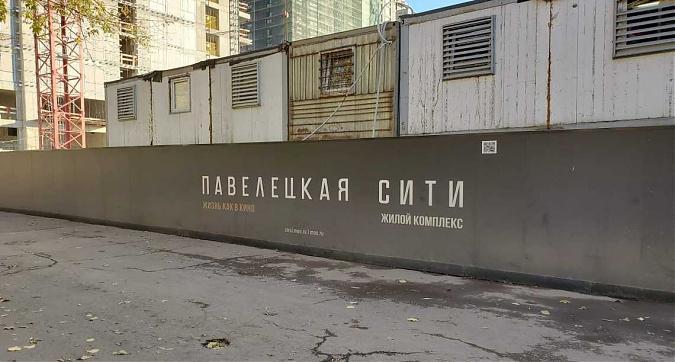 ПАВЕЛЕЦКАЯ СИТИ
ЖИЗНЬ КАК В КИНО
ЖИЛОЙ КОМПЛЕКС